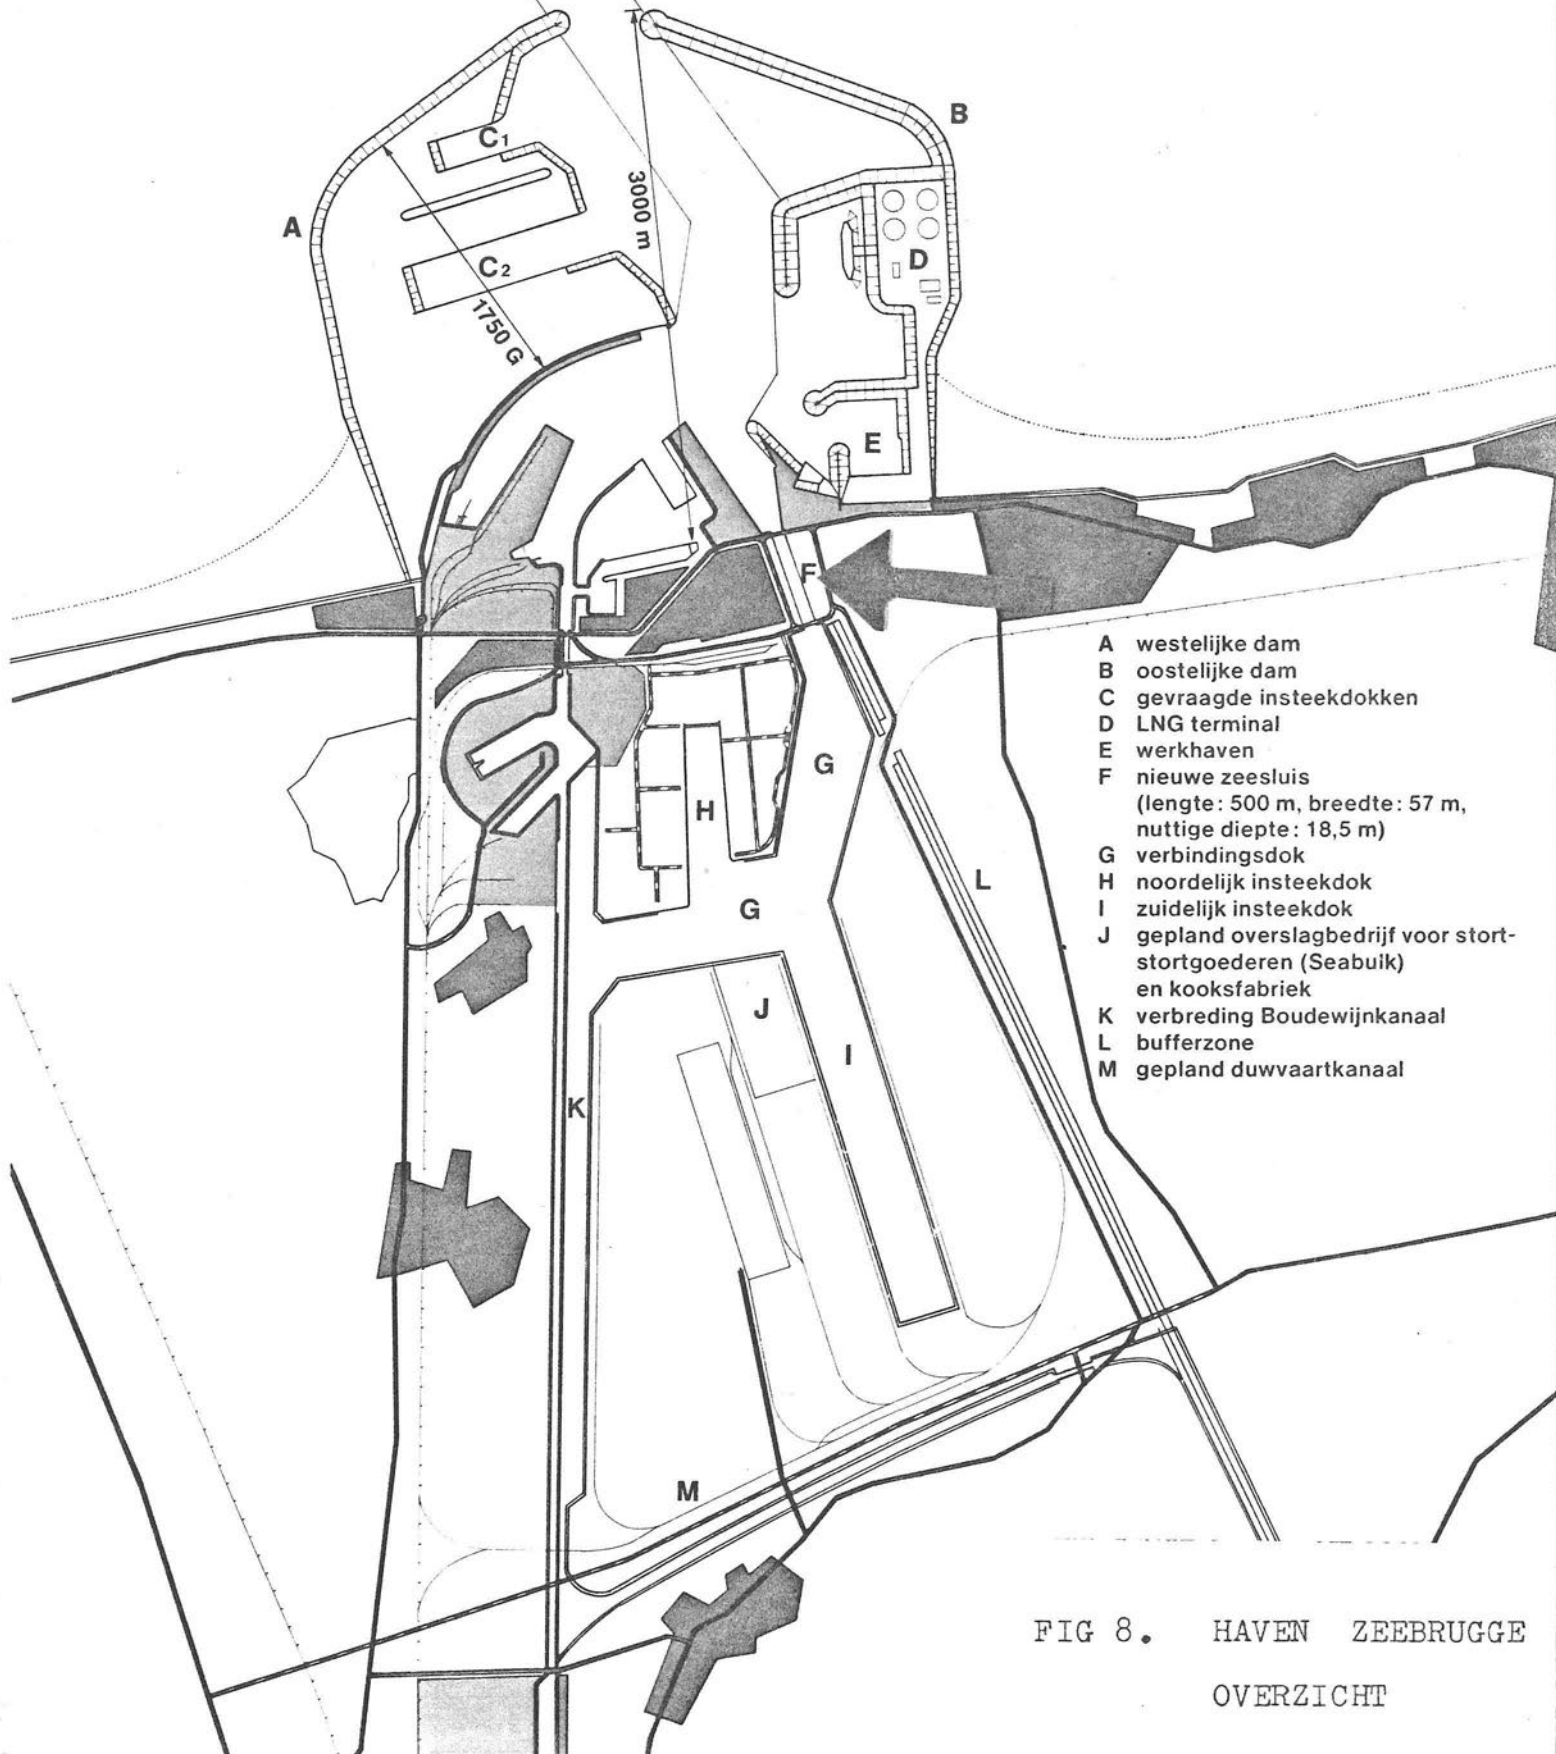 B
C1
A
3000 m
D
C2
1750 G
E
F
A westelijke dam
B oostelijke dam
C gevraagde insteekdokken
D LNG terminal
E werkhaven
F nieuwe zeesluis
(lengte: 500 m, breedte: 57 m,
nuttige diepte: 18,5 m)
G verbindingsdok
H noordelijk insteekdok
I zuidelijk insteekdok
J gepland overslagbedrijf voor stort-
stortgoederen (Seabulk)
en kooksfabriek
K verbreding Boudewijnkanaal
L bufferzone
M gepland duwvaartkanaal
G
H
L
G
J
I
K
M
FIG 8. HAVEN ZEEBRUGGE
OVERZICHT